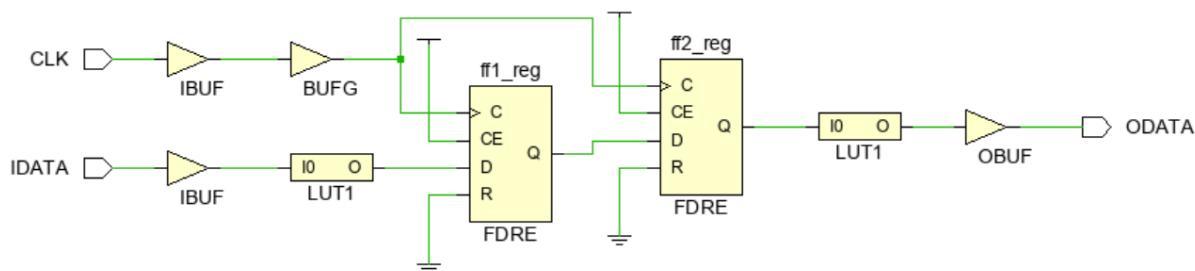 CLK
IBUF
BUFG
ff1_reg
C
CE
D
R
Q
FDRE
ff2_reg
C
CE
D
R
Q
FDRE
I0 O
LUT1
OBUF
ODATA
IDATA
IBUF
I0 O
LUT1